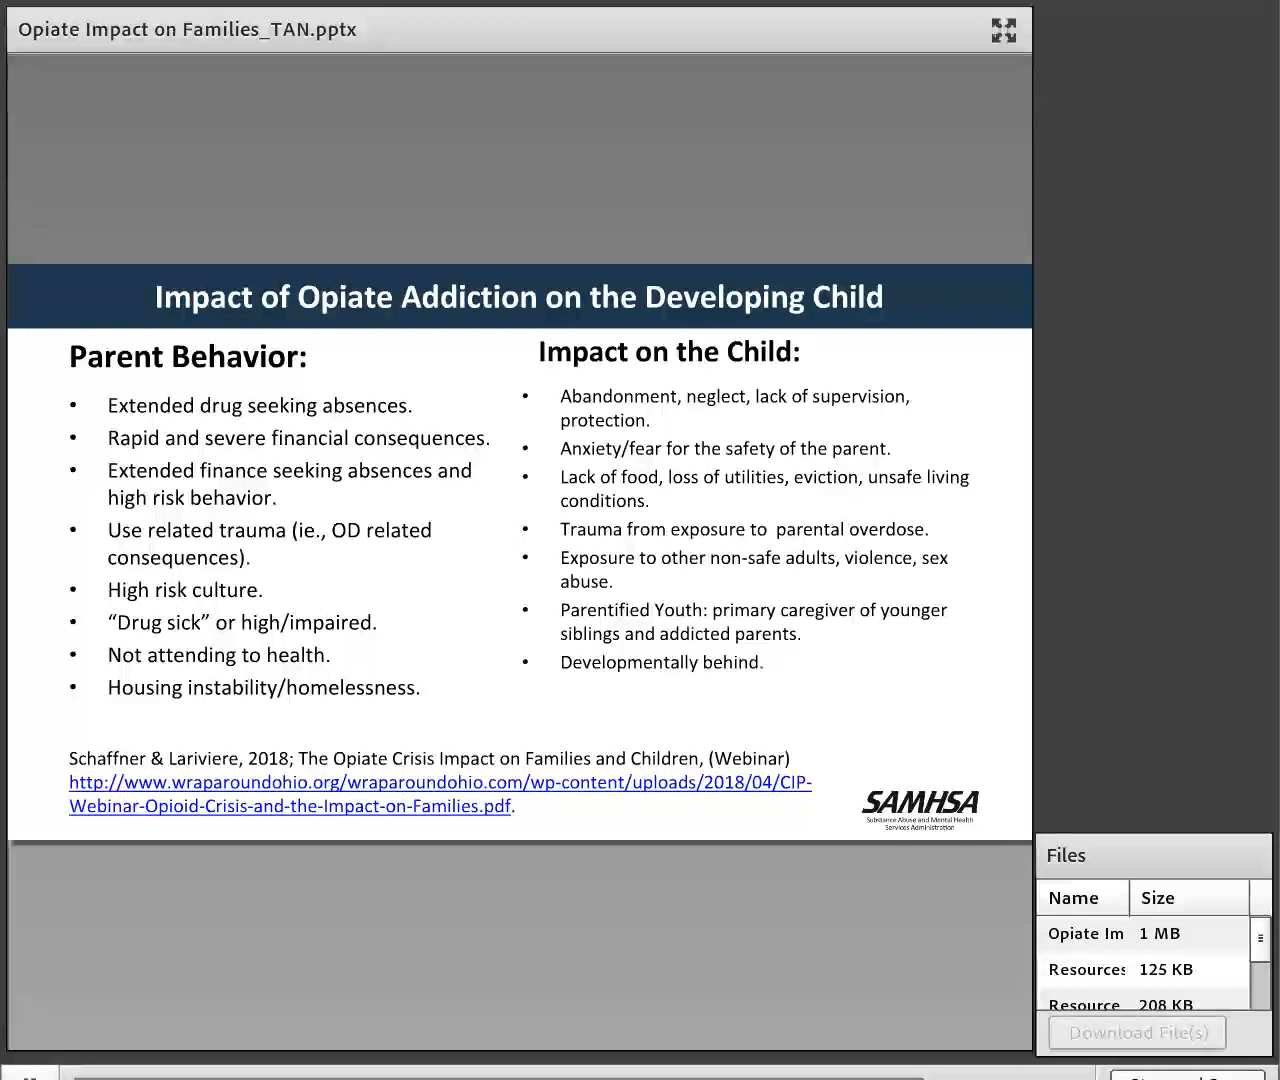 Opiate Impact on Families_TAN.pptx
Impact of Opiate Addiction on the Developing Child
Parent Behavior:
• Extended drug seeking absences.
• Rapid and severe financial consequences.
• Extended finance seeking absences and
high risk behavior.
• Use related trauma (ie., OD related
consequences).
• High risk culture.
• “Drug sick” or high/impaired.
• Not attending to health.
• Housing instability/homelessness.
Impact on the Child:
• Abandonment, neglect, lack of supervision,
protection.
• Anxiety/fear for the safety of the parent.
• Lack of food, loss of utilities, eviction, unsafe living
conditions.
• Trauma from exposure to parental overdose.
• Exposure to other non-safe adults, violence, sex
abuse.
• Parentified Youth: primary caregiver of younger
siblings and addicted parents.
• Developmentally behind.
Schaffner & Lariviere, 2018; The Opiate Crisis Impact on Families and Children, (Webinar)
http://www.wraparoundohio.org/wraparoundohio.com/wp-content/uploads/2018/04/CIP-
Webinar-Opioid-Crisis-and-the-Impact-on-Families.pdf.
SAMHSA
Substance Abuse and Mental Health
Services Administration
Files
Name Size
Opiate Im 1 MB
Resources 125 KB
Resource 208 KB
Download File(s)